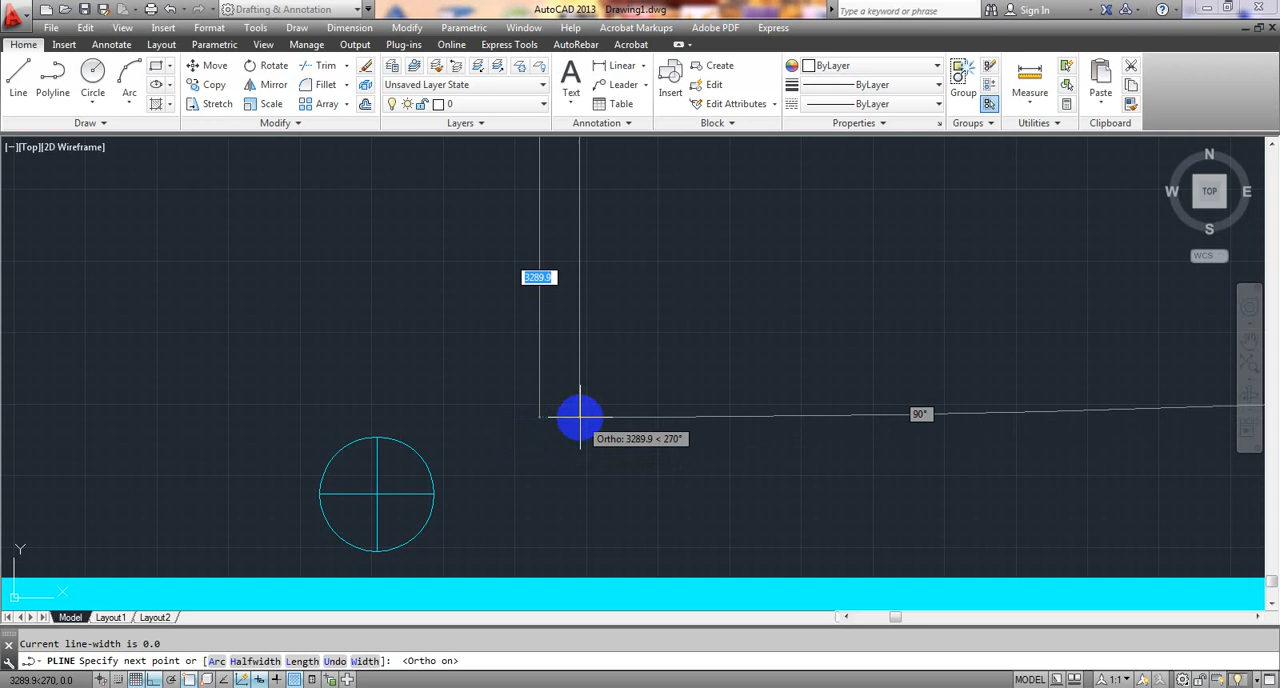 Drafting & Annotation
AutoCAD 2013 Drawing1.dwg
Type a keyword or phrase
Sign In
File Edit View Insert Format Tools Draw Dimension Modify Parametric Window Help Acrobat Markups Adobe PDF Express
Home Insert Annotate Layout Parametric View Manage Output Plug-ins Online Express Tools AutoRebar Acrobat
Line Polyline Circle Arc
Move Rotate Trim
Copy Mirror Fillet
Stretch Scale Array
Unsaved Layer State
0
Text
Linear
Leader
Table
Insert
Create
Edit
Edit Attributes
ByLayer
ByLayer
ByLayer
Group
Measure
Paste
Draw Modify Layers Annotation Block Properties Groups Utilities Clipboard
[−][Top][2D Wireframe]
N
W TOP E
S
WCS
3289.9
90°
Ortho: 3289.9 < 270°
Y
X
Model Layout1 Layout2
Current line-width is 0.0
PLINE Specify next point or [Arc Halfwidth Length Undo Width]: <Ortho on>
3289.9<270, 0.0
MODEL
1:1